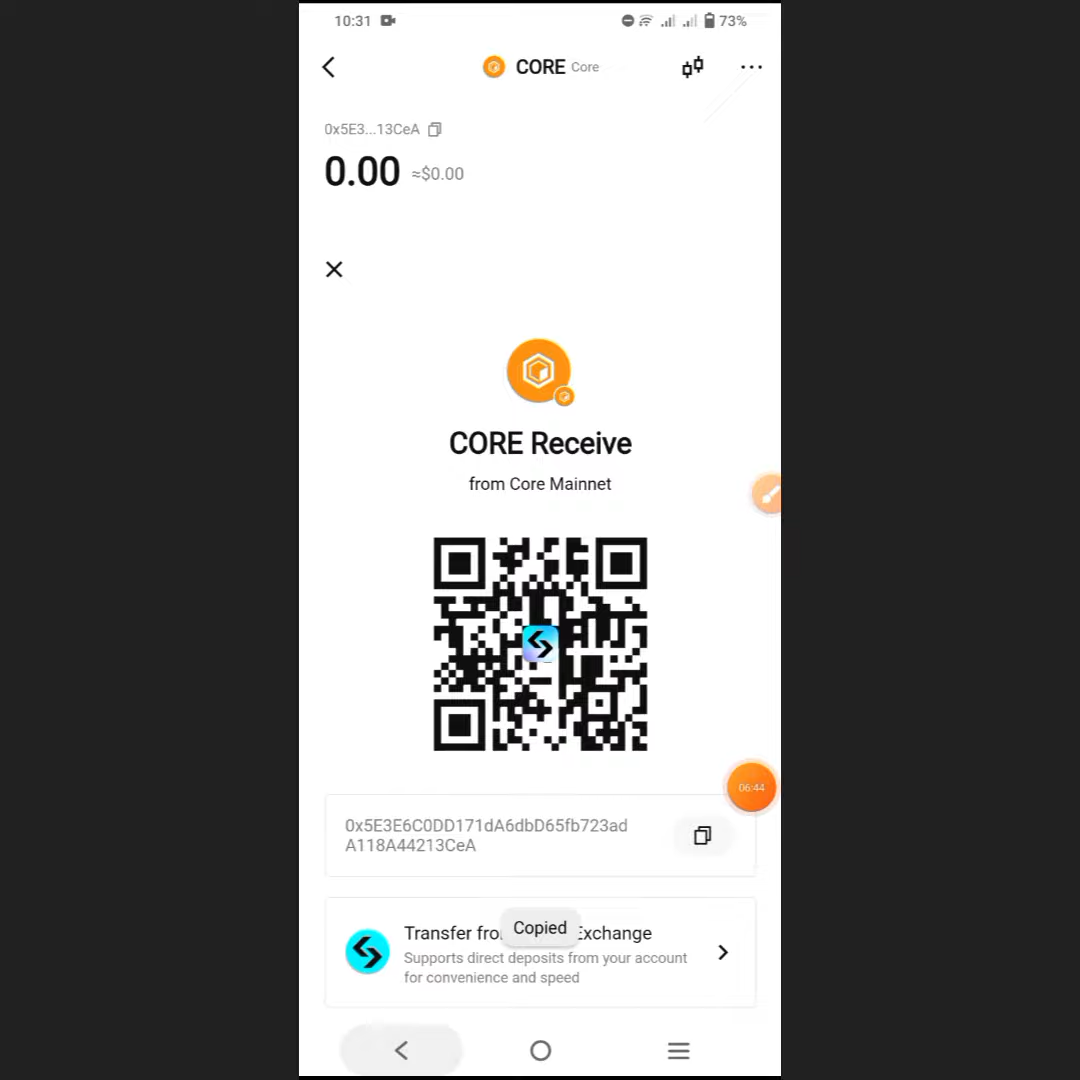 10:31 73%
CORE Core
0x5E3...13CeA
0.00 ≈$0.00
CORE Receive
from Core Mainnet
06:44
0x5E3E6C0DD171dA6dbD65fb723ad
A118A44213CeA
Transfer fro Exchange
Copied
Supports direct deposits from your account
for convenience and speed